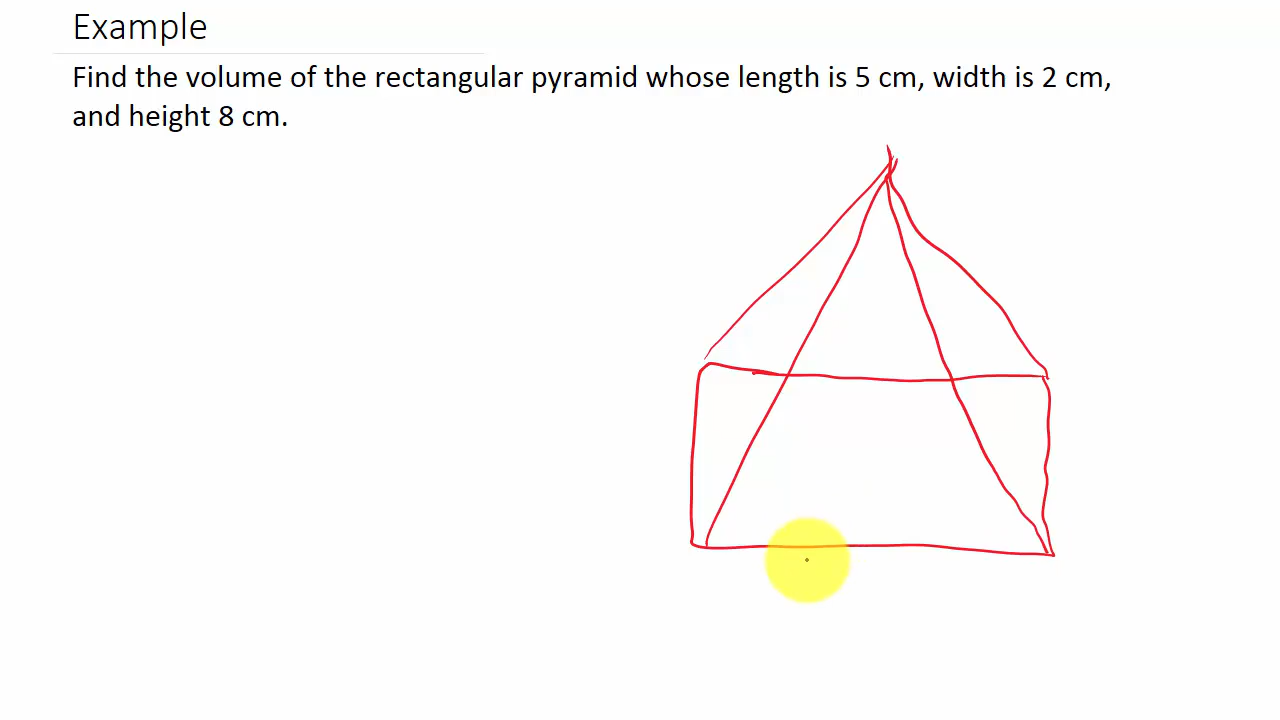 Example
Find the volume of the rectangular pyramid whose length is 5 cm, width is 2 cm,
and height 8 cm.